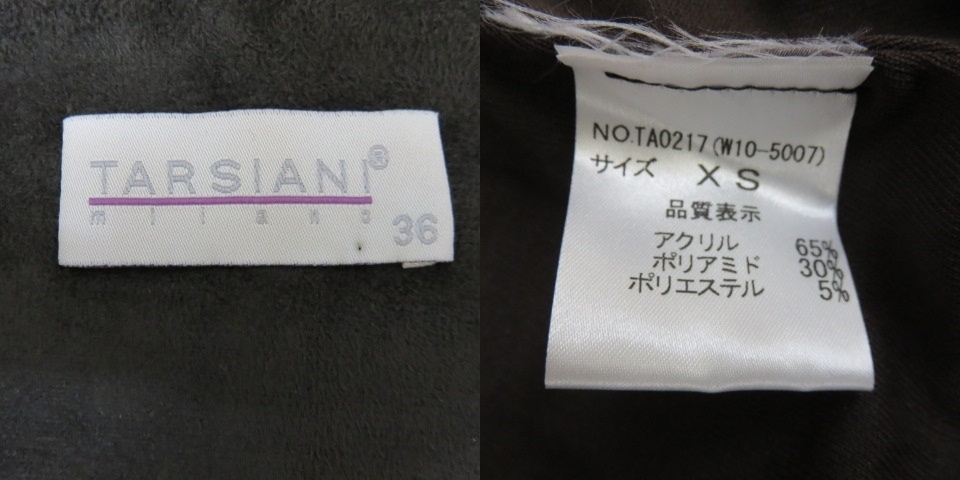 TARSIANI®
milano
36
NO.TA0217(W10-5007)
サイズ XS
品質表示
アクリル 65%
ポリアミド 30%
ポリエステル 5%